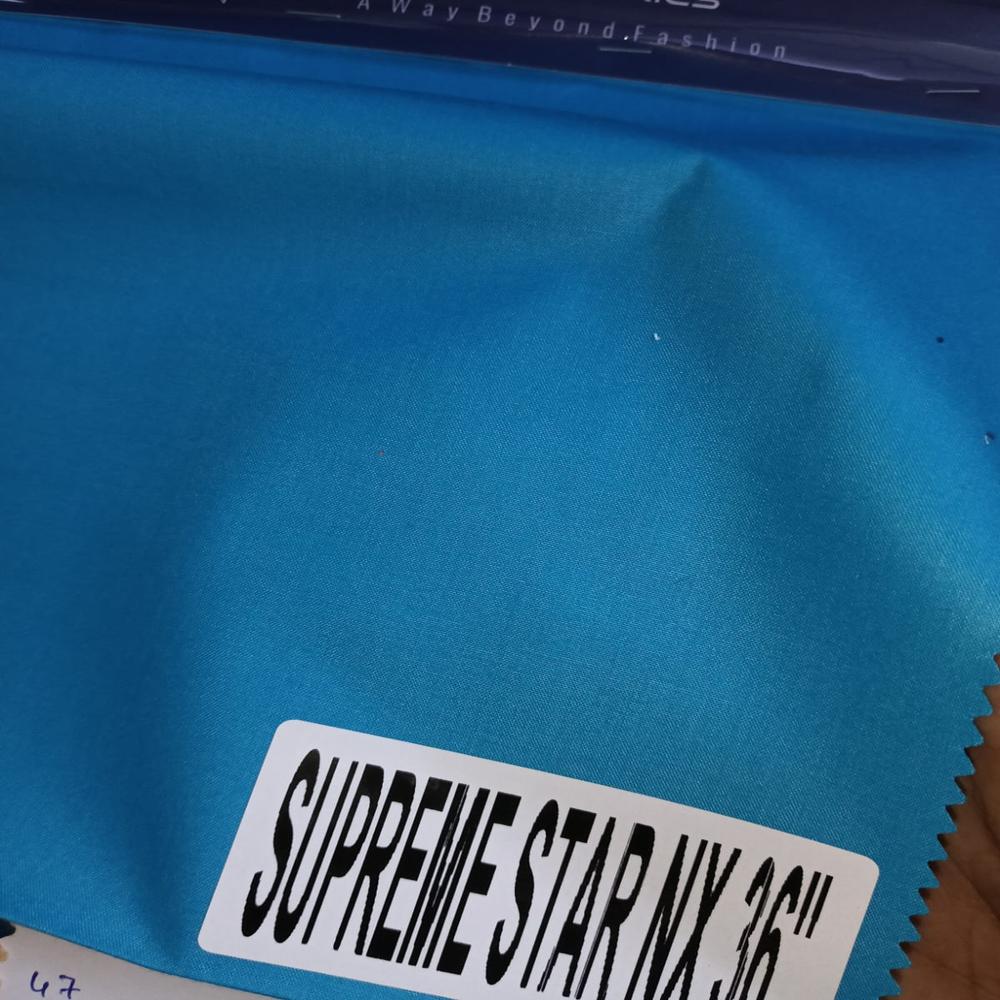 A Way Beyond Fashion
SUPREME STAR NX 36"
47